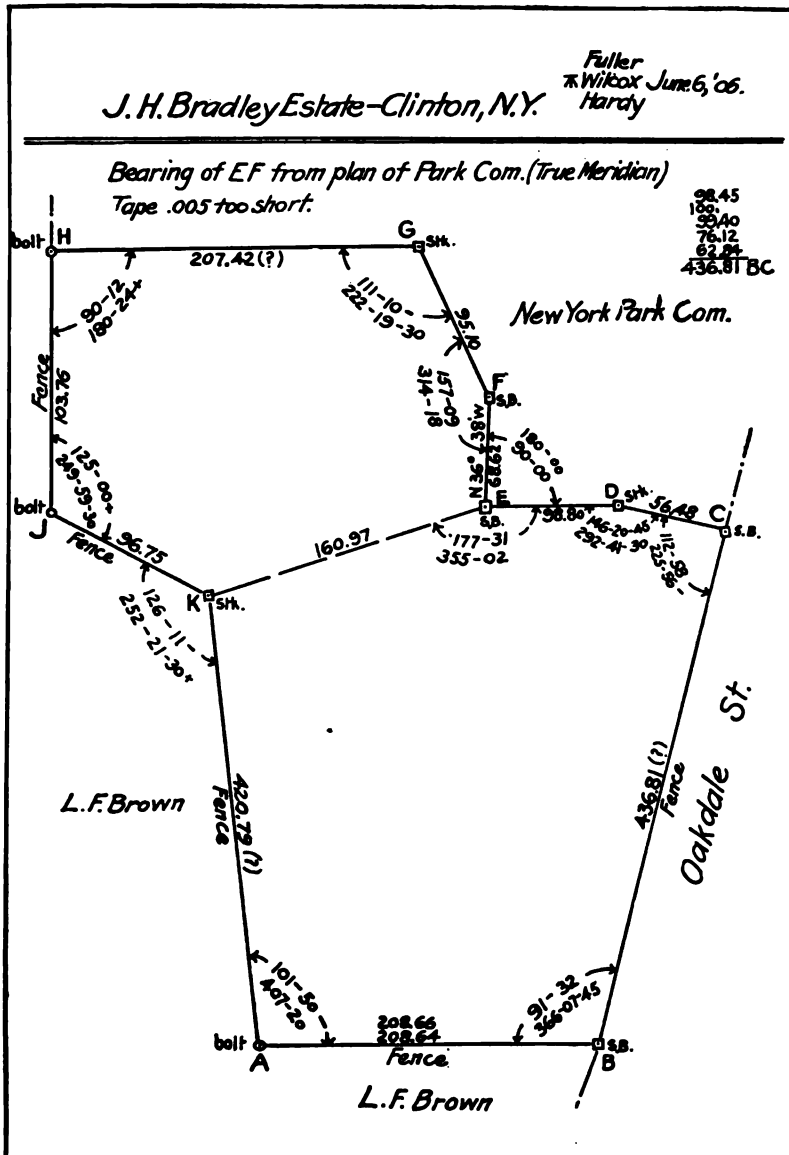 Fuller
⊼ Wilcox June 6, '06.
Hardy
J. H. Bradley Estate - Clinton, N.Y.
Bearing of EF from plan of Park Com. (True Meridian)
Tape .005 too short.
98.45
100.
99.40
76.12
62.84
436.81 BC
bolt H
207.42 (?)
G Stk.
90-12
180-24+
111-10-
222-19-30
95.10
New York Park Com.
Fence
103.76
157-09
314-18
F
S.B.
N 36° 38' W.
29.89
180-00
90-00
125-00+
249-59-30
bolt
J
E
S.B.
98.80+
D Stk.
56.48
C
S.B.
146-20-45
292-41-30
112-58
225-56-
96.75
Fence
160.97
177-31
355-02
K Stk.
126-11-
252-21-30+
L. F. Brown
420.79 (?)
Fence
436.81 (?)
Fence
Oakdale St.
101-50
407-20
91-32
366-07-45
208.66
208.64
bolt
A
Fence
B
S.B.
L. F. Brown